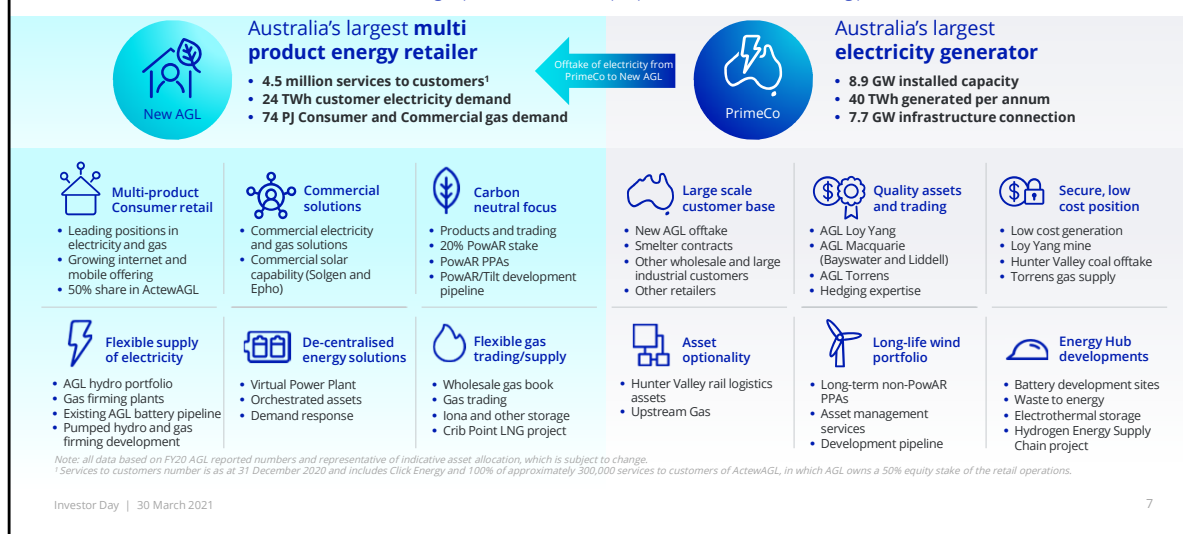 Australia's largest multi
product energy retailer
• 4.5 million services to customers¹
• 24 TWh customer electricity demand
• 74 PJ Consumer and Commercial gas demand
New AGL
Offtake of electricity from
PrimeCo to New AGL
PrimeCo
Australia's largest
electricity generator
• 8.9 GW installed capacity
• 40 TWh generated per annum
• 7.7 GW infrastructure connection
Multi-product
Consumer retail
• Leading positions in
electricity and gas
• Growing internet and
mobile offering
• 50% share in ActewAGL
Commercial
solutions
• Commercial electricity
and gas solutions
• Commercial solar
capability (Solgen and
Epho)
Carbon
neutral focus
• Products and trading
• 20% PowAR stake
• PowAR PPAs
• PowAR/Tilt development
pipeline
Large scale
customer base
• New AGL offtake
• Smelter contracts
• Other wholesale and large
industrial customers
• Other retailers
Quality assets
and trading
• AGL Loy Yang
• AGL Macquarie
(Bayswater and Liddell)
• AGL Torrens
• Hedging expertise
Secure, low
cost position
• Low cost generation
• Loy Yang mine
• Hunter Valley coal offtake
• Torrens gas supply
Flexible supply
of electricity
• AGL hydro portfolio
• Gas firming plants
• Existing AGL battery pipeline
• Pumped hydro and gas
firming development
De-centralised
energy solutions
• Virtual Power Plant
• Orchestrated assets
• Demand response
Flexible gas
trading/supply
• Wholesale gas book
• Gas trading
• Iona and other storage
• Crib Point LNG project
Asset
optionality
• Hunter Valley rail logistics
assets
• Upstream Gas
Long-life wind
portfolio
• Long-term non-PowAR
PPAs
• Asset management
services
• Development pipeline
Energy Hub
developments
• Battery development sites
• Waste to energy
• Electrothermal storage
• Hydrogen Energy Supply
Chain project
Note: all data based on FY20 AGL reported numbers and representative of indicative asset allocation, which is subject to change.
¹ Services to customers number is as at 31 December 2020 and includes Click Energy and 100% of approximately 300,000 services to customers of ActewAGL, in which AGL owns a 50% equity stake of the retail operations.
Investor Day | 30 March 2021
7